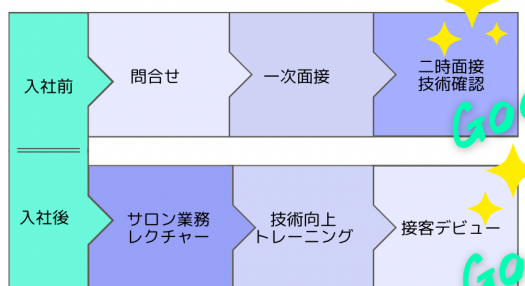 入社前
問合せ
一次面接
二時面接
技術確認
入社後
サロン業務
レクチャー
技術向上
トレーニング
接客デビュー